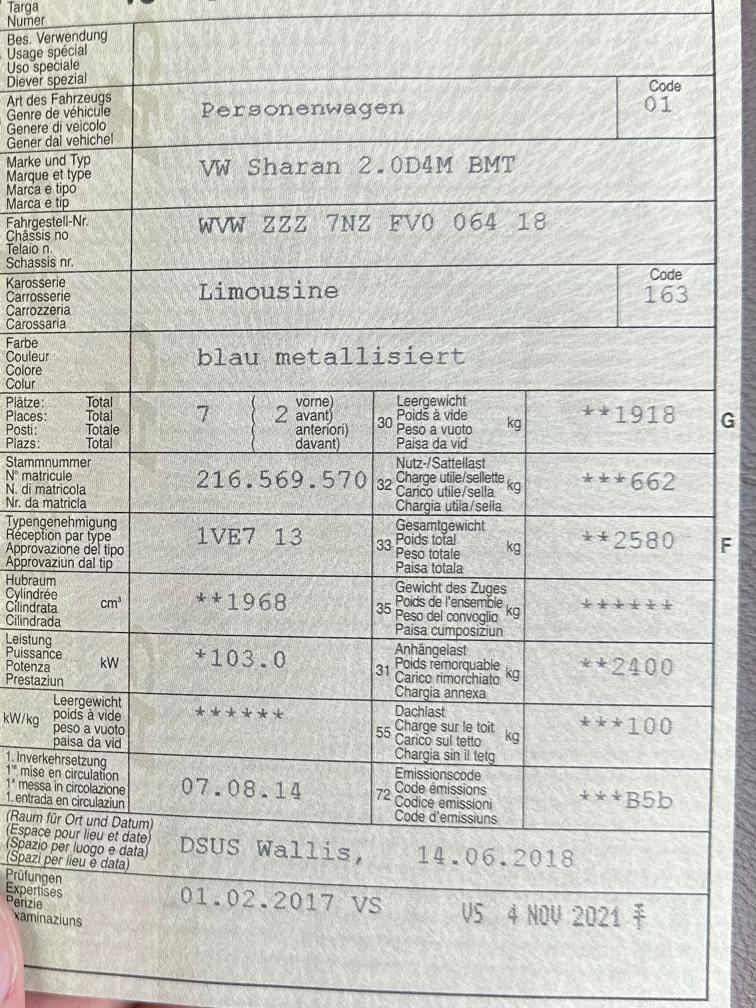 Targa
Numer
Bes. Verwendung
Usage spécial
Uso speciale
Diever spezial
Art des Fahrzeugs
Genre de véhicule
Genere di veicolo
Gener dal vehichel
Personenwagen
Code
01
Marke und Typ
Marque et type
Marca e tipo
Marca e tip
VW Sharan 2.0D4M BMT
Fahrgestell-Nr.
Châssis no
Telaio n.
Schassis nr.
WVW ZZZ 7NZ FV0 064 18
Karosserie
Carrosserie
Carrozzeria
Carossaria
Limousine
Code
163
Farbe
Couleur
Colore
Colur
blau metallisiert
Plätze: Total
Places: Total
Posti: Totale
Plazs: Total
7 ( 2 vorne)
( avant)
( anteriori)
( davant)
30 Leergewicht
Poids à vide
Peso a vuoto
Paisa da vid
kg
**1918
G
Stammnummer
N° matricule
N. di matricola
Nr. da matricla
216.569.570
32 Nutz-/Sattellast
Charge utile/sellette
Carico utile/sella
Chargia utila/sella
kg
***662
Typengenehmigung
Réception par type
Approvazione del tipo
Approvaziun dal tip
1VE7 13
33 Gesamtgewicht
Poids total
Peso totale
Paisa totala
kg
**2580
F
Hubraum
Cylindrée
Cilindrata
Cilindrada
cm³
**1968
35 Gewicht des Zuges
Poids de l'ensemble
Peso del convoglio
Paisa cumposiziun
kg
******
Leistung
Puissance
Potenza
Prestaziun
kW
*103.0
31 Anhängelast
Poids remorquable
Carico rimorchiato
Chargia annexa
kg
**2400
kW/kg
Leergewicht
poids à vide
peso a vuoto
paisa da vid
******
55 Dachlast
Charge sur le toit
Carico sul tetto
Chargia sin il tetg
kg
***100
1. Inverkehrsetzung
1re mise en circulation
1a messa in circolazione
1. entrada en circulaziun
07.08.14
72 Emissionscode
Code émissions
Codice emissioni
Code d'emissiuns
***B5b
(Raum für Ort und Datum)
(Espace pour lieu et date)
(Spazio per luogo e data)
(Spazi per lieu e data)
DSUS Wallis, 14.06.2018
Prüfungen
Expertises
Perizie
xaminaziuns
01.02.2017 VS
VS 4 NOV 2021